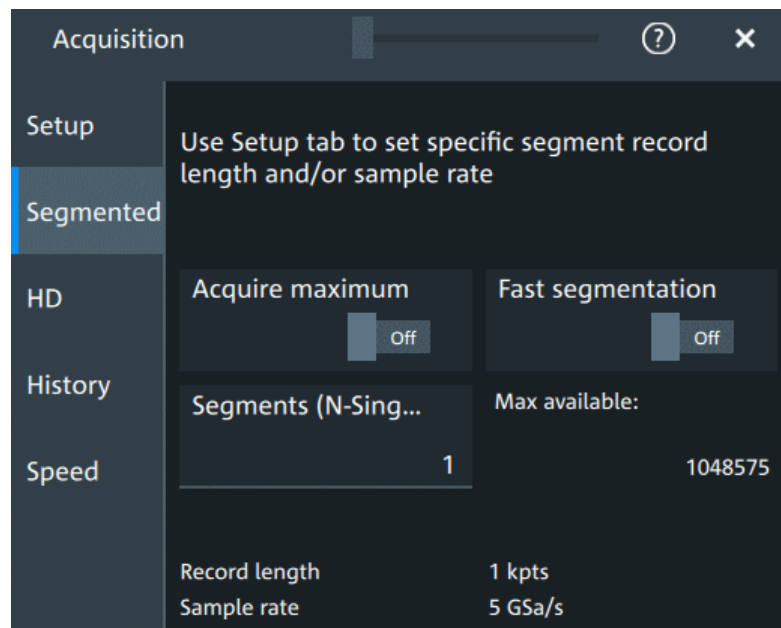 Acquisition
?
Setup
Segmented
HD
History
Speed
Use Setup tab to set specific segment record
length and/or sample rate
Acquire maximum
Off
Fast segmentation
Off
Segments (N-Sing...
1
Max available:
1048575
Record length 1 kpts
Sample rate 5 GSa/s